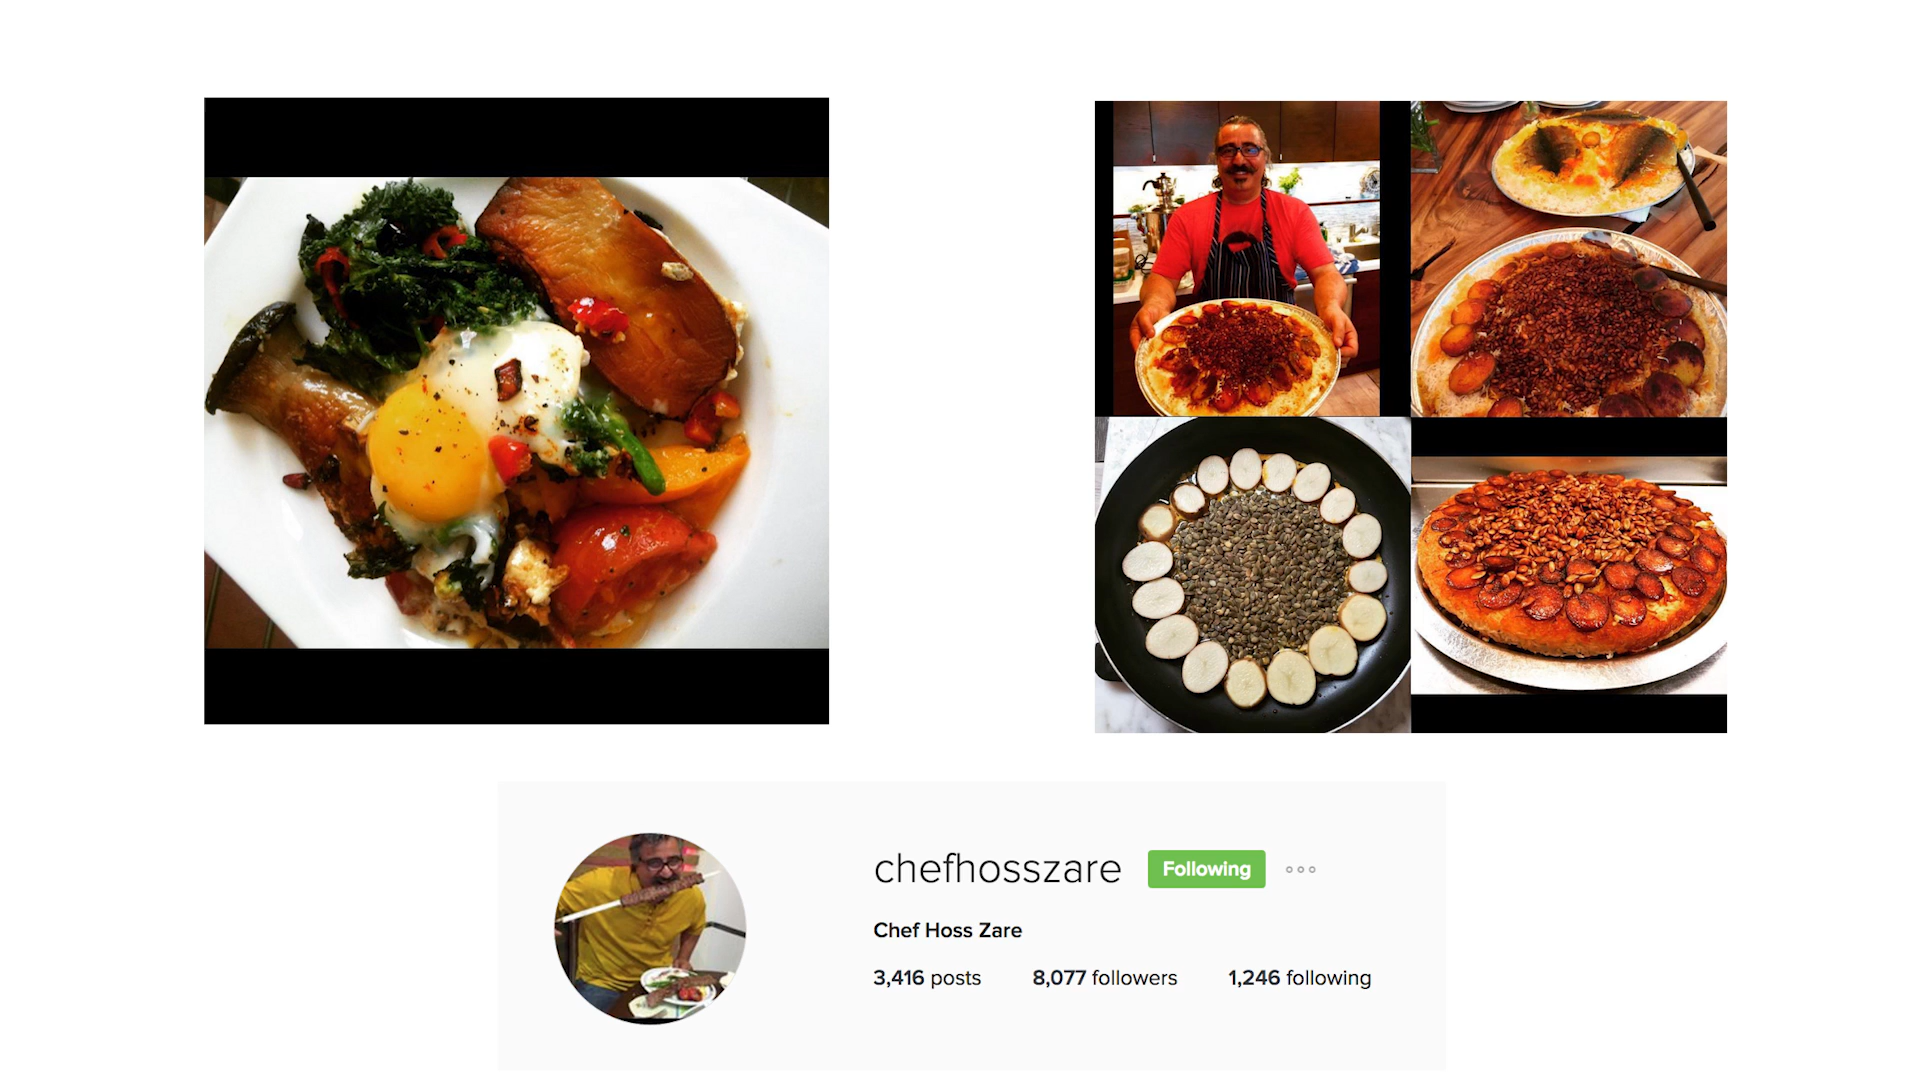 chefhosszare Following
Chef Hoss Zare
3,416 posts 8,077 followers 1,246 following